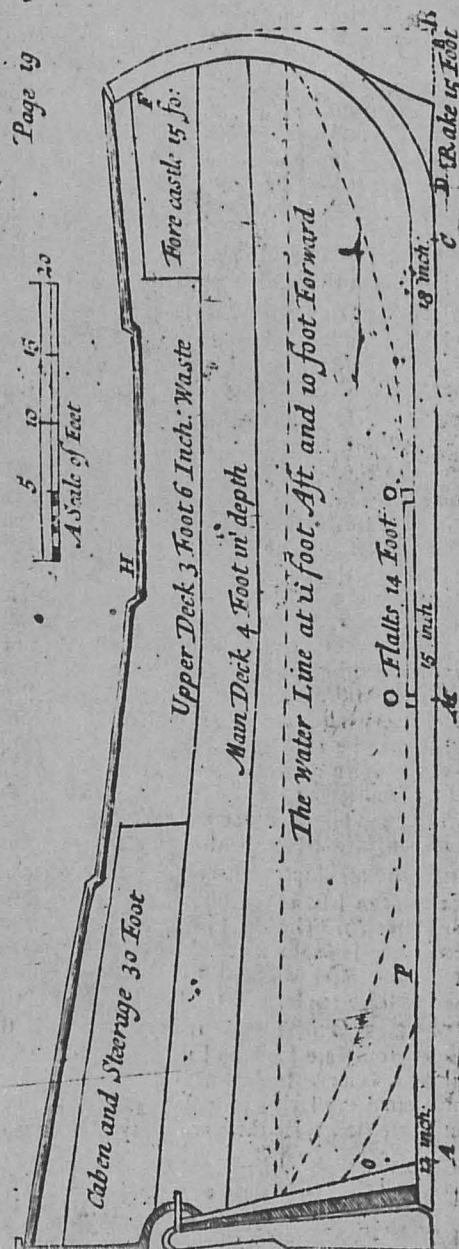 Page 19
5 10 15 20
A Scale of Feet
H
F
Fore castle 15 fo:
Caben and Steerage 30 Foot
Upper Deck 3 Foot 6 Inch: Waste
Main Deck 4 Foot in depth
The Water Line at 11 foot Aft and 10 foot Forward
O Flatts 14 Foot O
O
P
12 inch
15 inch
18 inch
A
C
D
Rake 15 Foot
B